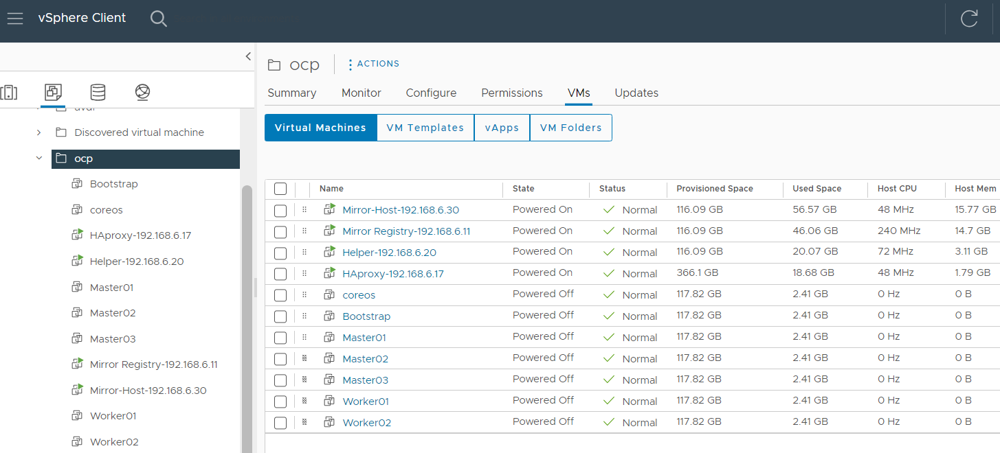 vSphere Client
ocp
ACTIONS
Summary Monitor Configure Permissions VMs Updates
Virtual Machines VM Templates vApps VM Folders
Discovered virtual machine
ocp
Bootstrap
coreos
HAproxy-192.168.6.17
Helper-192.168.6.20
Master01
Master02
Master03
Mirror Registry-192.168.6.11
Mirror-Host-192.168.6.30
Worker01
Worker02
Name State Status Provisioned Space Used Space Host CPU Host Mem
Mirror-Host-192.168.6.30 Powered On Normal 116.09 GB 56.57 GB 48 MHz 15.77 GB
Mirror Registry-192.168.6.11 Powered On Normal 116.09 GB 46.06 GB 240 MHz 14.7 GB
Helper-192.168.6.20 Powered On Normal 116.09 GB 20.07 GB 72 MHz 3.11 GB
HAproxy-192.168.6.17 Powered On Normal 366.1 GB 18.68 GB 48 MHz 1.79 GB
coreos Powered Off Normal 117.82 GB 2.41 GB 0 Hz 0 B
Bootstrap Powered Off Normal 117.82 GB 2.41 GB 0 Hz 0 B
Master01 Powered Off Normal 117.82 GB 2.41 GB 0 Hz 0 B
Master02 Powered Off Normal 117.82 GB 2.41 GB 0 Hz 0 B
Master03 Powered Off Normal 117.82 GB 2.41 GB 0 Hz 0 B
Worker01 Powered Off Normal 117.82 GB 2.41 GB 0 Hz 0 B
Worker02 Powered Off Normal 117.82 GB 2.41 GB 0 Hz 0 B